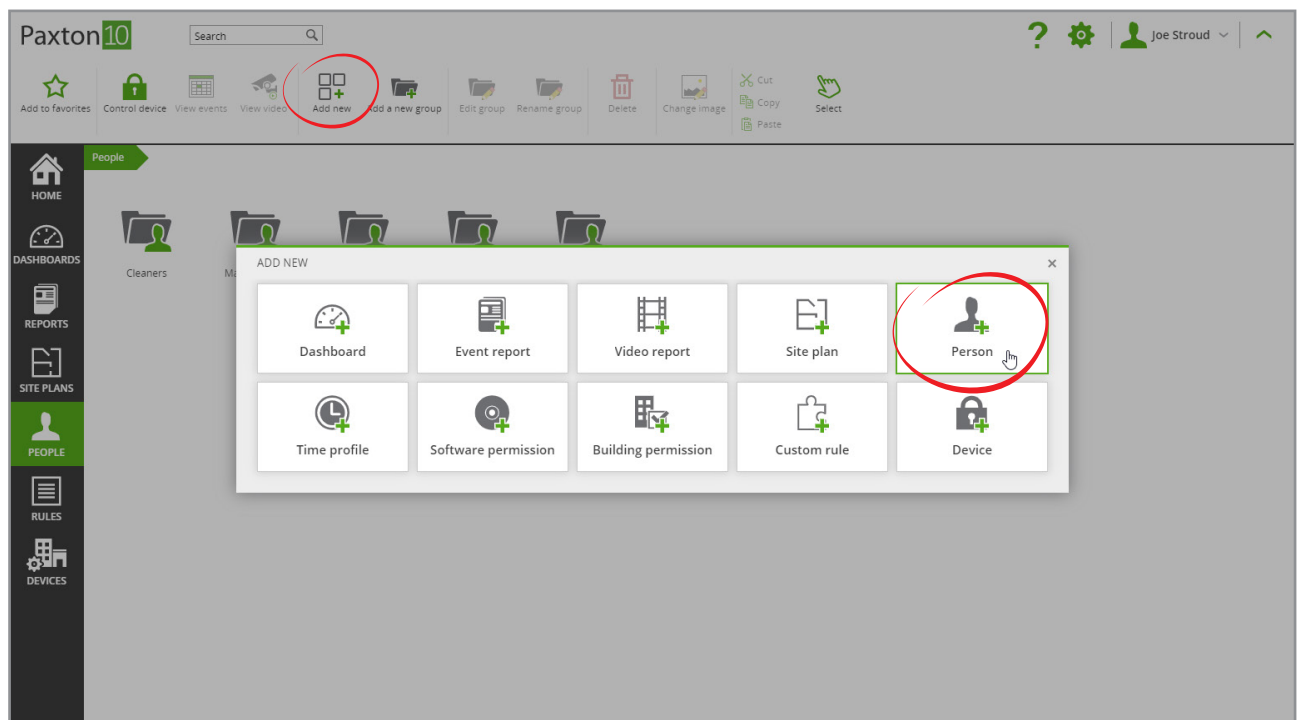 Paxton10
Search
Joe Stroud
Add to favorites
Control device
View events
View video
Add new
Add a new group
Edit group
Rename group
Delete
Change image
Cut
Copy
Paste
Select
HOME
DASHBOARDS
REPORTS
SITE PLANS
PEOPLE
RULES
DEVICES
People
Cleaners
ADD NEW
Dashboard
Event report
Video report
Site plan
Person
Time profile
Software permission
Building permission
Custom rule
Device